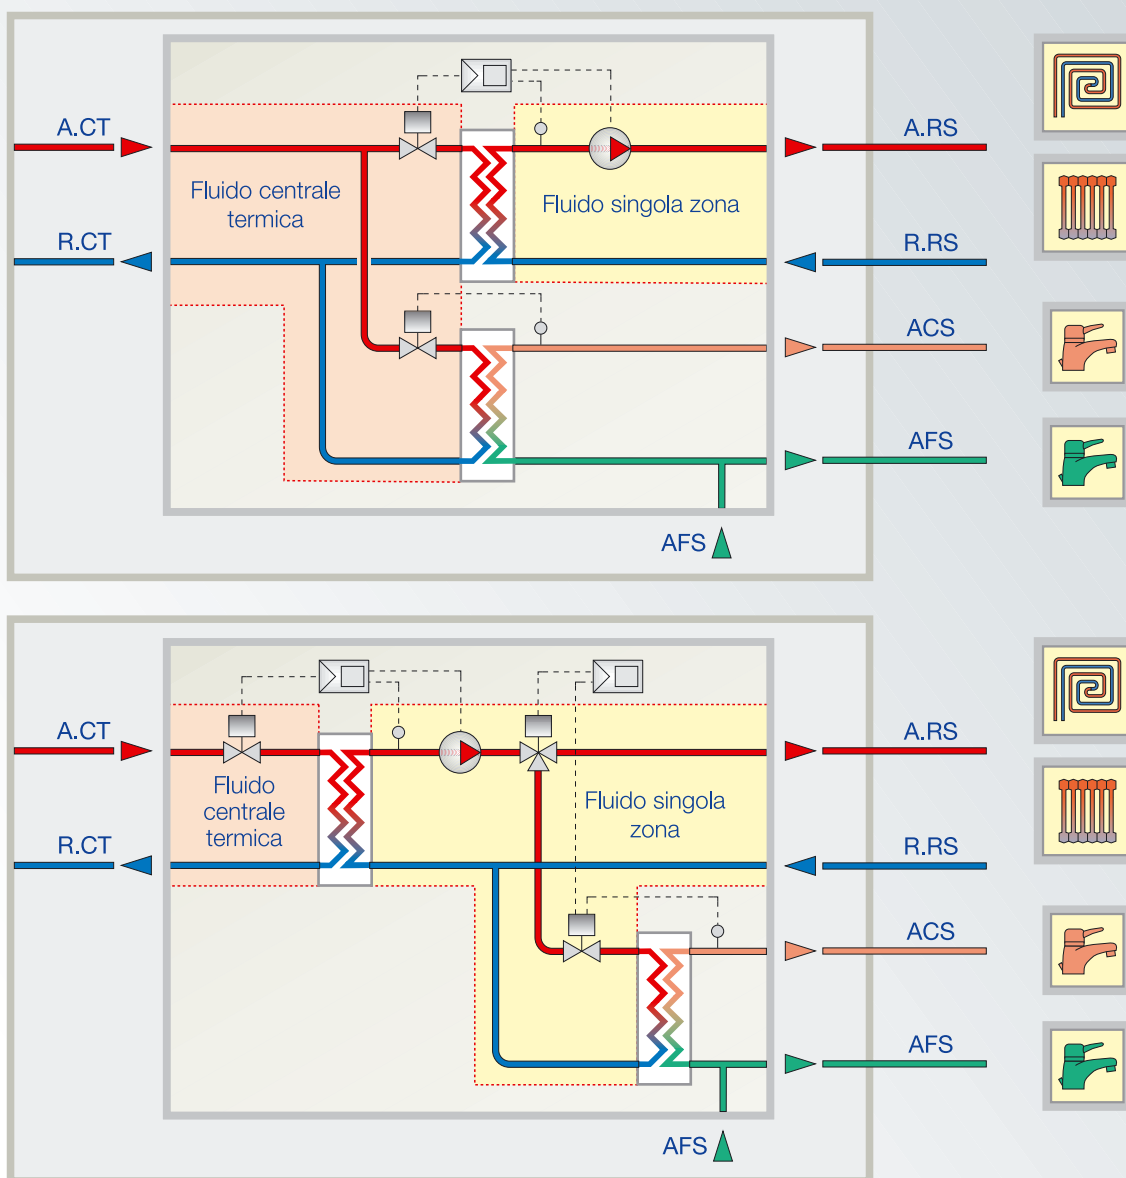 A.CT
A.RS
Fluido centrale
termica
Fluido singola zona
R.CT
R.RS
ACS
AFS
AFS
A.CT
A.RS
Fluido
centrale
termica
Fluido singola
zona
R.CT
R.RS
ACS
AFS
AFS